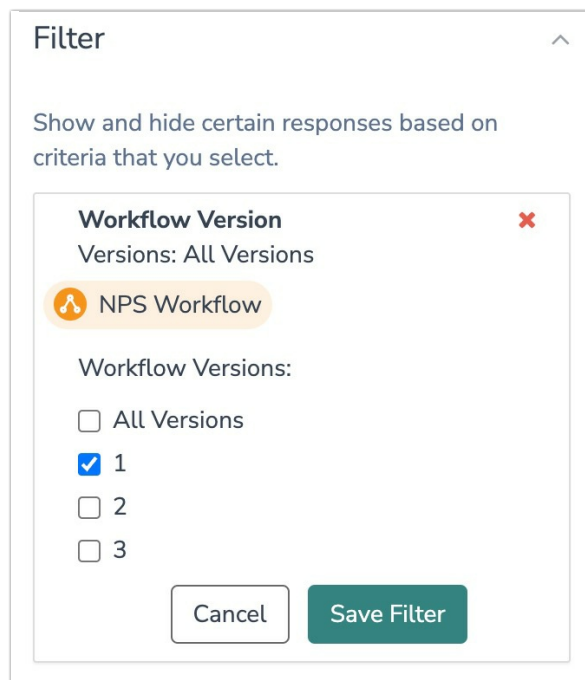 Filter
Show and hide certain responses based on
criteria that you select.
Workflow Version
Versions: All Versions
NPS Workflow
Workflow Versions:
All Versions
1
2
3
Cancel
Save Filter